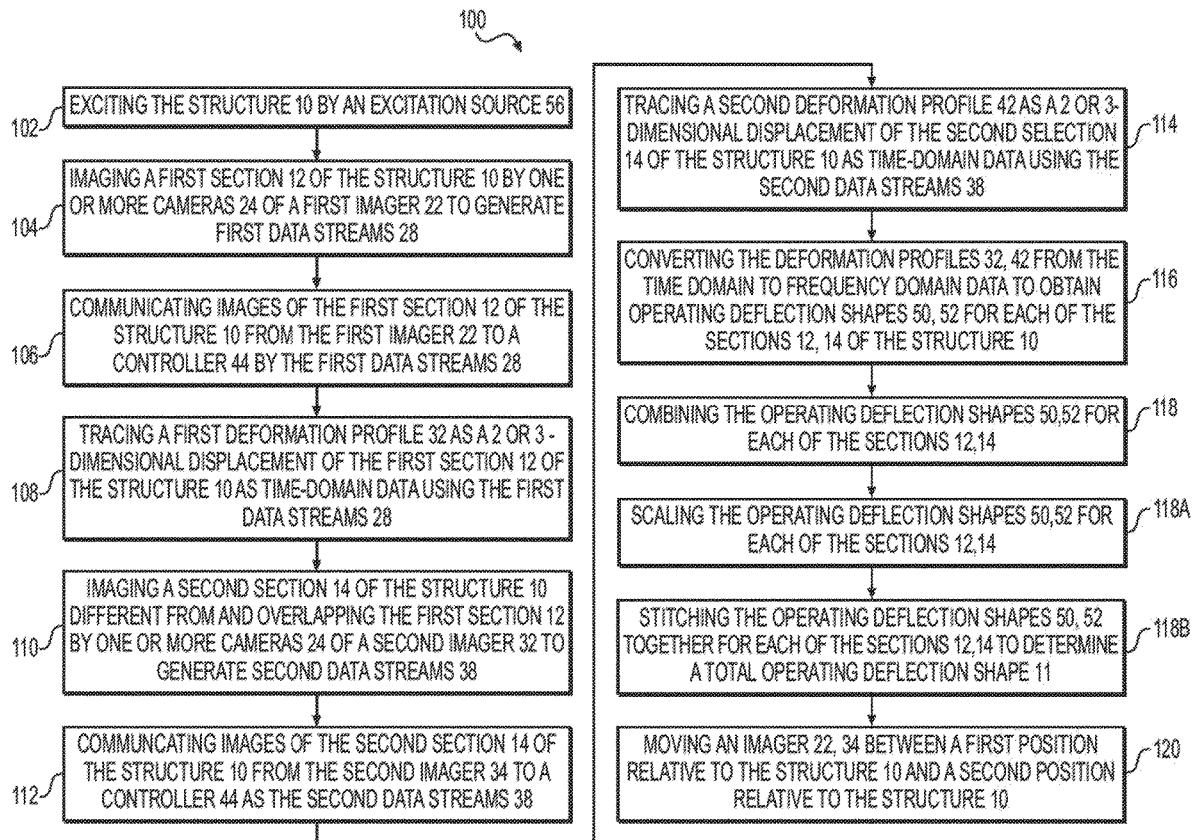 100
102
EXCITING THE STRUCTURE 10 BY AN EXCITATION SOURCE 56
104
IMAGING A FIRST SECTION 12 OF THE STRUCTURE 10 BY ONE
OR MORE CAMERAS 24 OF A FIRST IMAGER 22 TO GENERATE
FIRST DATA STREAMS 28
106
COMMUNICATING IMAGES OF THE FIRST SECTION 12 OF THE
STRUCTURE 10 FROM THE FIRST IMAGER 22 TO A
CONTROLLER 44 BY THE FIRST DATA STREAMS 28
108
TRACING A FIRST DEFORMATION PROFILE 32 AS A 2 OR 3 -
DIMENSIONAL DISPLACEMENT OF THE FIRST SECTION 12 OF
THE STRUCTURE 10 AS TIME-DOMAIN DATA USING THE FIRST
DATA STREAMS 28
110
IMAGING A SECOND SECTION 14 OF THE STRUCTURE 10
DIFFERENT FROM AND OVERLAPPING THE FIRST SECTION 12
BY ONE OR MORE CAMERAS 24 OF A SECOND IMAGER 32 TO
GENERATE SECOND DATA STREAMS 38
112
COMMUNCATING IMAGES OF THE SECOND SECTION 14 OF
THE STRUCTURE 10 FROM THE SECOND IMAGER 34 TO A
CONTROLLER 44 AS THE SECOND DATA STREAMS 38
TRACING A SECOND DEFORMATION PROFILE 42 AS A 2 OR 3-
DIMENSIONAL DISPLACEMENT OF THE SECOND SELECTION
14 OF THE STRUCTURE 10 AS TIME-DOMAIN DATA USING THE
SECOND DATA STREAMS 38
114
CONVERTING THE DEFORMATION PROFILES 32, 42 FROM THE
TIME DOMAIN TO FREQUENCY DOMAIN DATA TO OBTAIN
OPERATING DEFLECTION SHAPES 50, 52 FOR EACH OF THE
SECTIONS 12, 14 OF THE STRUCTURE 10
116
COMBINING THE OPERATING DEFLECTION SHAPES 50,52 FOR
EACH OF THE SECTIONS 12,14
118
SCALING THE OPERATING DEFLECTION SHAPES 50,52 FOR
EACH OF THE SECTIONS 12,14
118A
STITCHING THE OPERATING DEFLECTION SHAPES 50, 52
TOGETHER FOR EACH OF THE SECTIONS 12,14 TO DETERMINE
A TOTAL OPERATING DEFLECTION SHAPE 11
118B
MOVING AN IMAGER 22, 34 BETWEEN A FIRST POSITION
RELATIVE TO THE STRUCTURE 10 AND A SECOND POSITION
RELATIVE TO THE STRUCTURE 10
120